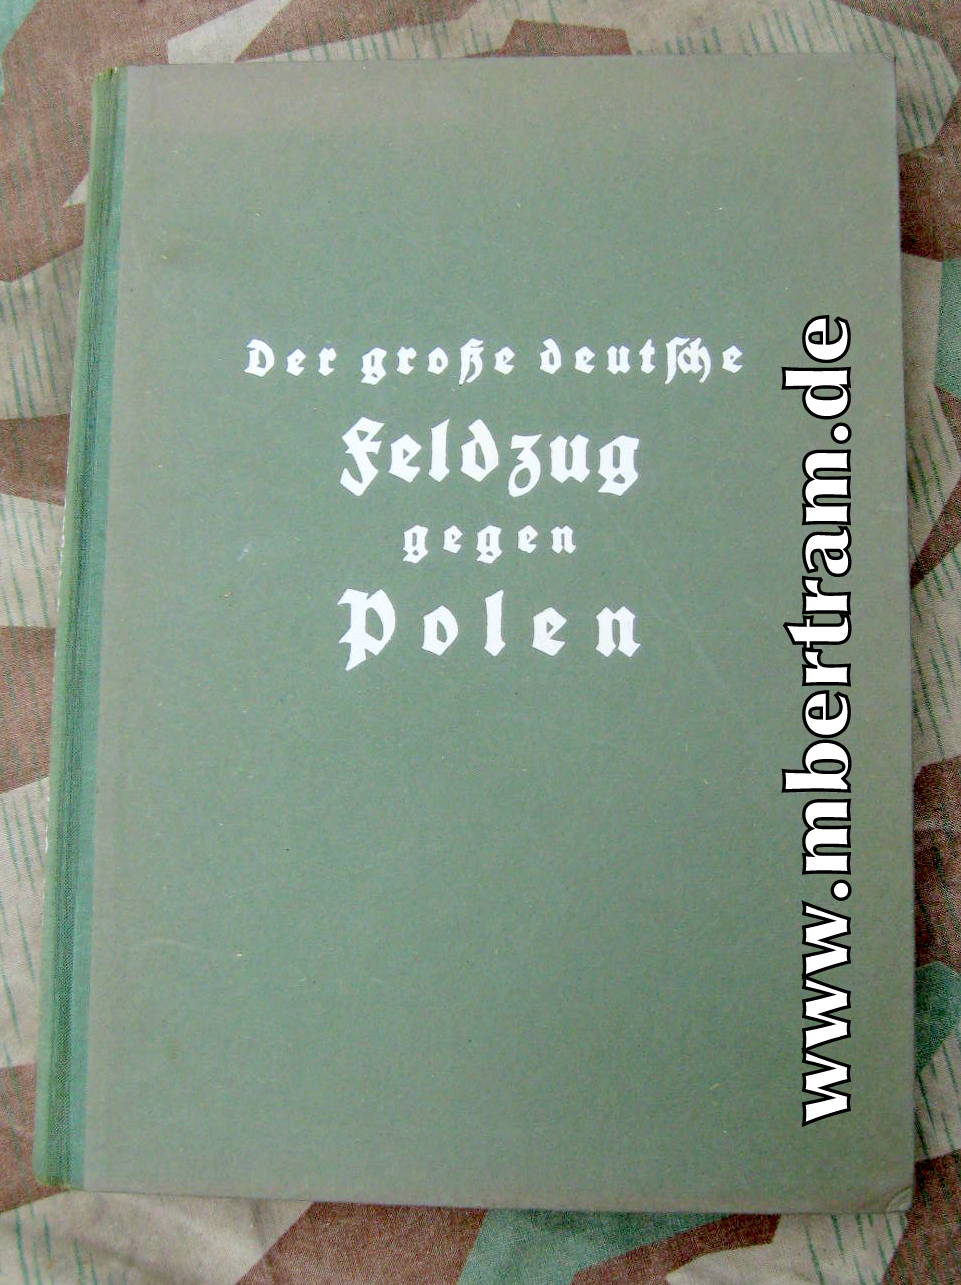 Der große deutsche
Feldzug
gegen
Polen
www.mbertram.de